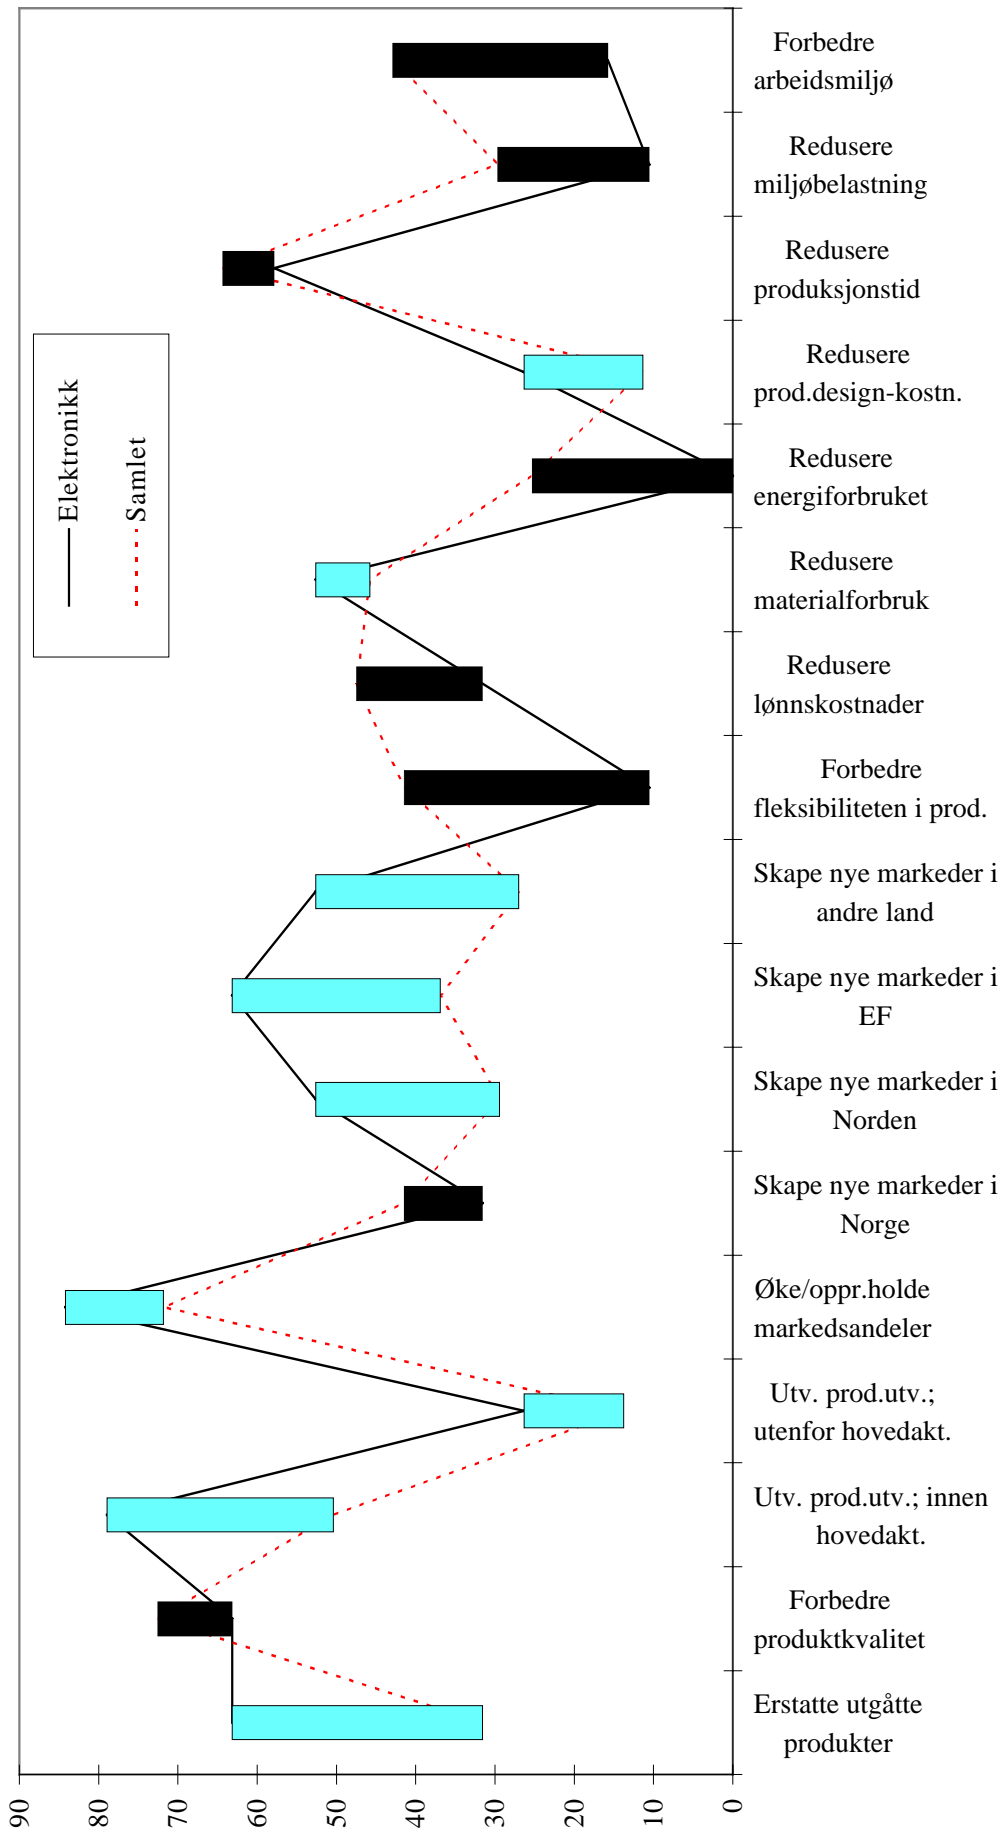 Forbedre
arbeidsmiljø
Redusere
miljøbelastning
Redusere
produksjonstid
Redusere
prod.design-kostn.
Redusere
energiforbruket
Redusere
materialforbruk
Redusere
lønnskostnader
Forbedre
fleksibiliteten i prod.
Skape nye markeder i
andre land
Skape nye markeder i
EF
Skape nye markeder i
Norden
Skape nye markeder i
Norge
Øke/oppr.holde
markedsandeler
Utv. prod.utv.;
utenfor hovedakt.
Utv. prod.utv.; innen
hovedakt.
Forbedre
produktkvalitet
Erstatte utgåtte
produkter
Elektronikk
Samlet
90
80
70
60
50
40
30
20
10
0